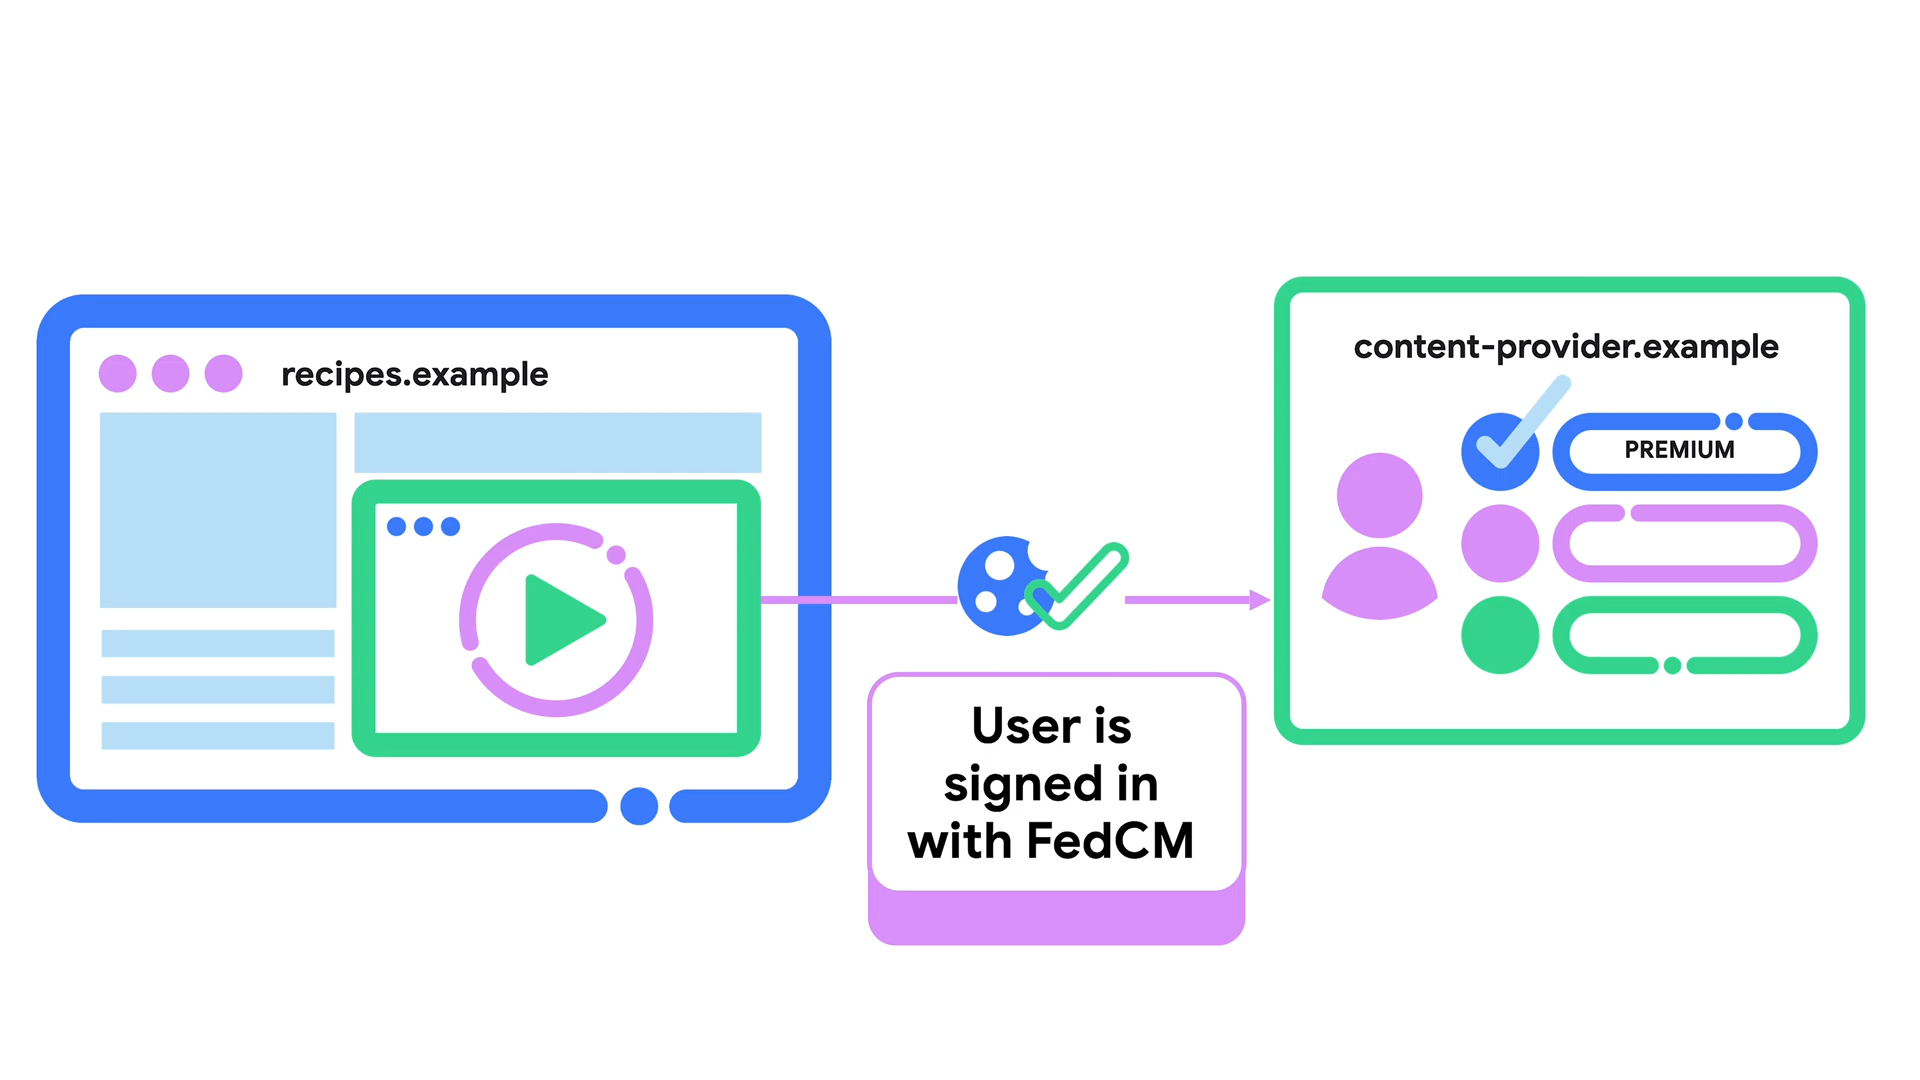 recipes.example
content-provider.example
PREMIUM
User is
signed in
with FedCM